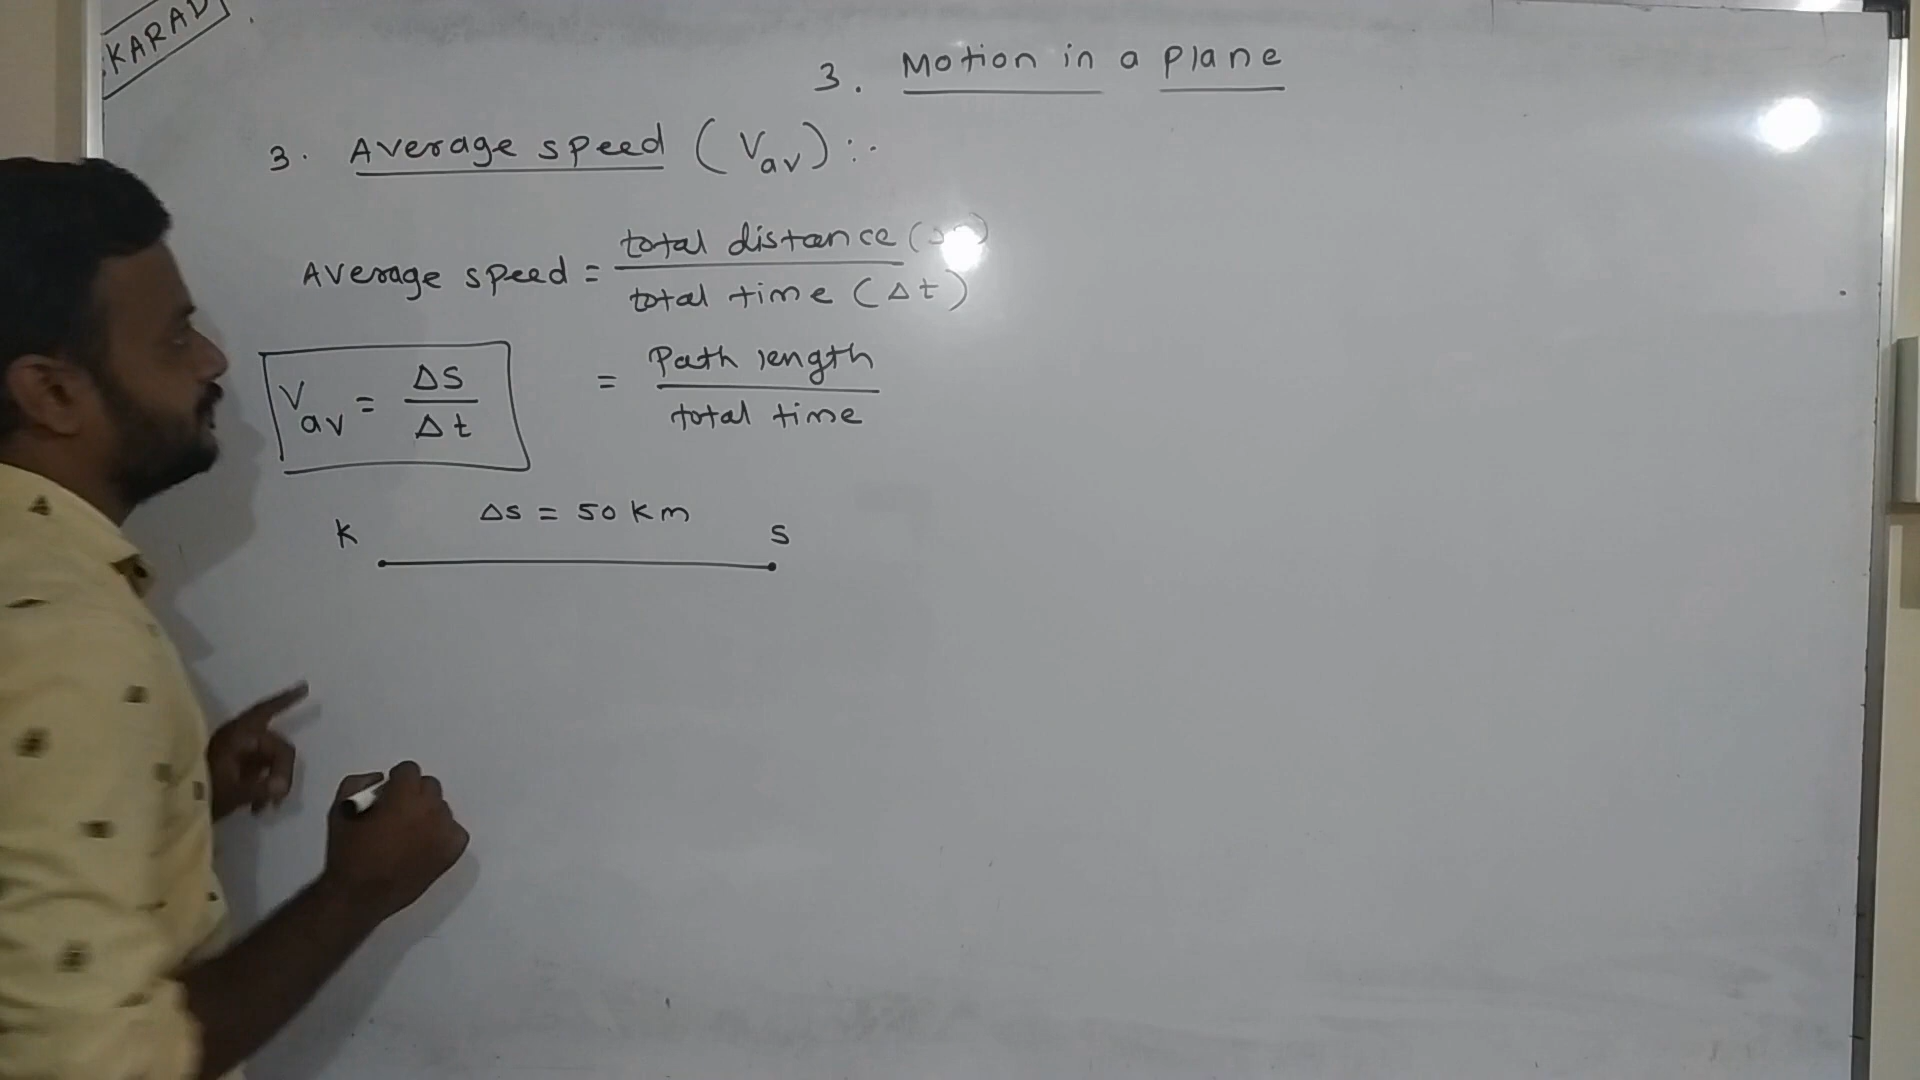 KARAD
3. Motion in a plane
3. Average speed (Vav) :-
Average speed = total distance / total time (Δt)
Vav = ΔS / Δt
= Path length / total time
K Δs = 50 km S